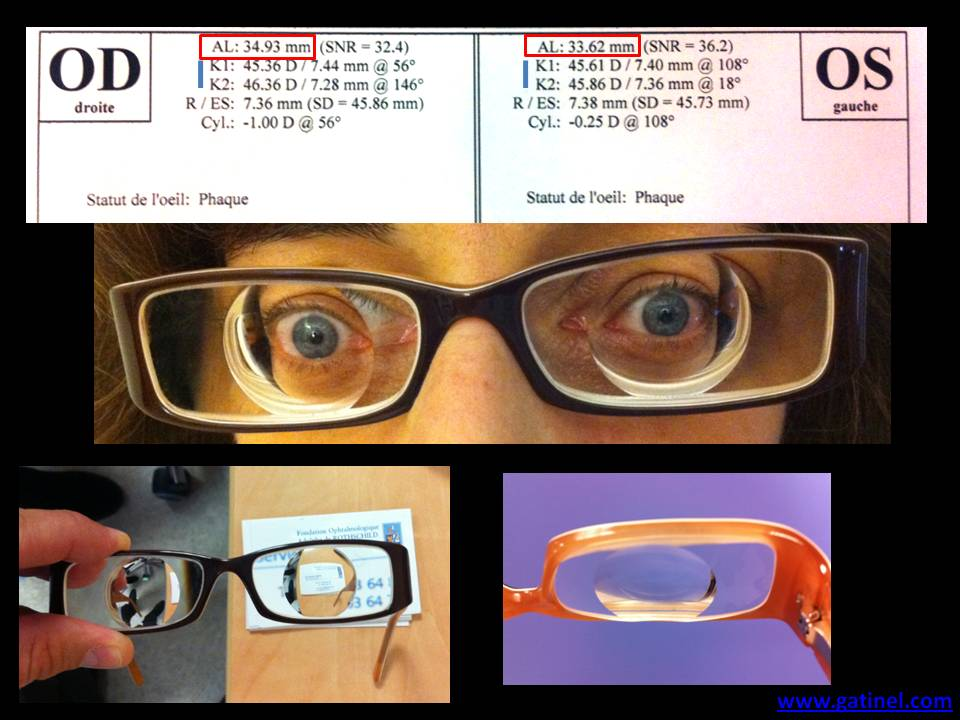 OD
droite
AL: 34.93 mm (SNR = 32.4)
K1: 45.36 D / 7.44 mm @ 56°
K2: 46.36 D / 7.28 mm @ 146°
R / ES: 7.36 mm (SD = 45.86 mm)
Cyl.: -1.00 D @ 56°
Statut de l'oeil: Phaque
AL: 33.62 mm (SNR = 36.2)
K1: 45.61 D / 7.40 mm @ 108°
K2: 45.86 D / 7.36 mm @ 18°
R / ES: 7.38 mm (SD = 45.73 mm)
Cyl.: -0.25 D @ 108°
Statut de l'oeil: Phaque
OS
gauche
Fondation Ophtalmologique
ROTHSCHILD
63 64
www.gatinel.com